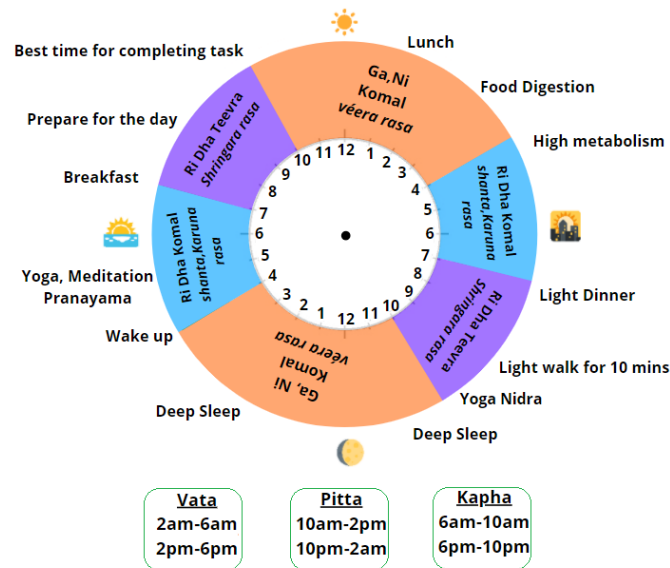 Best time for completing task
Lunch
Food Digestion
High metabolism
Prepare for the day
Breakfast
Yoga, Meditation
Pranayama
Wake up
Deep Sleep
Light Dinner
Light walk for 10 mins
Yoga Nidra
Deep Sleep
Ga,Ni
Komal
véera rasa
Ri Dha Komal
shanta,Karuna
rasa
Ri Dha Teevra
Shringara rasa
Ga, Ni
Komal
véera rasa
Ri Dha Komal
shanta,Karuna
rasa
Ri Dha Teevra
Shringara rasa
12
1
2
3
4
5
6
7
8
9
10
11
12
1
2
3
4
5
6
7
8
9
10
11
Vata
2am-6am
2pm-6pm
Pitta
10am-2pm
10pm-2am
Kapha
6am-10am
6pm-10pm